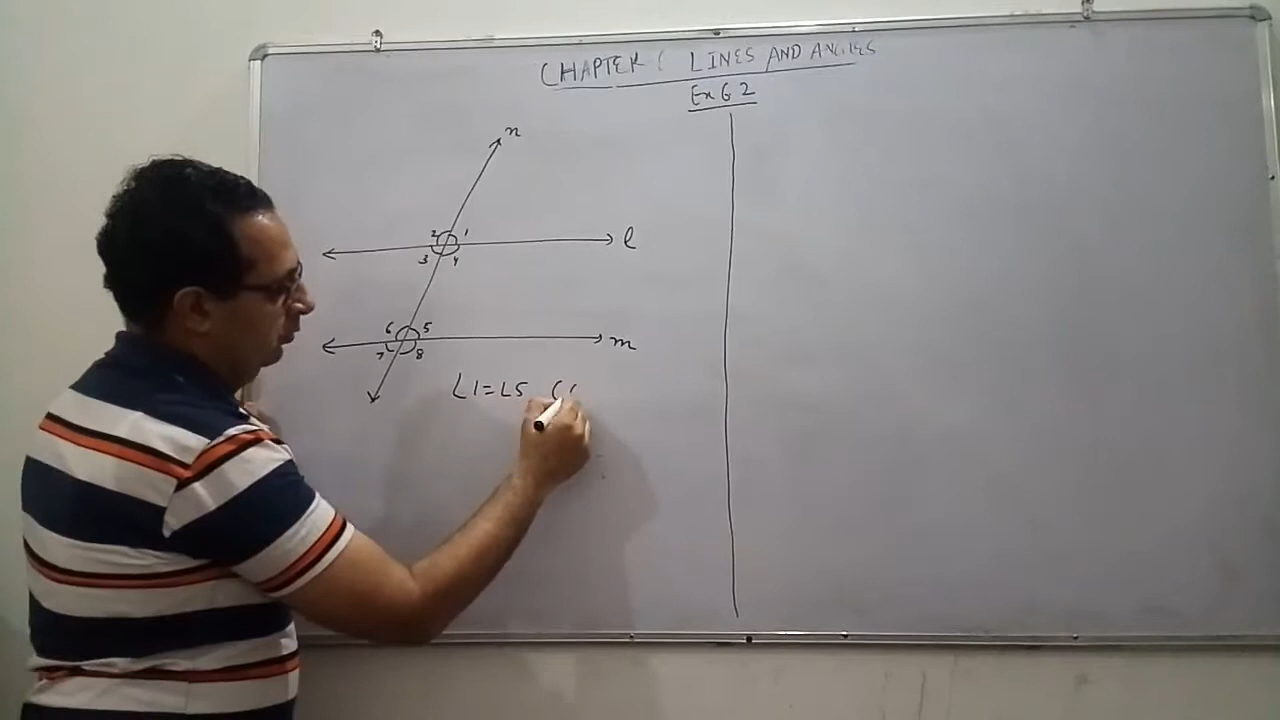 CHAPTER 6 LINES AND ANGLES
Ex 6.2
n
2 1
l
3 4
6 5
m
7 8
∠1=∠5 (